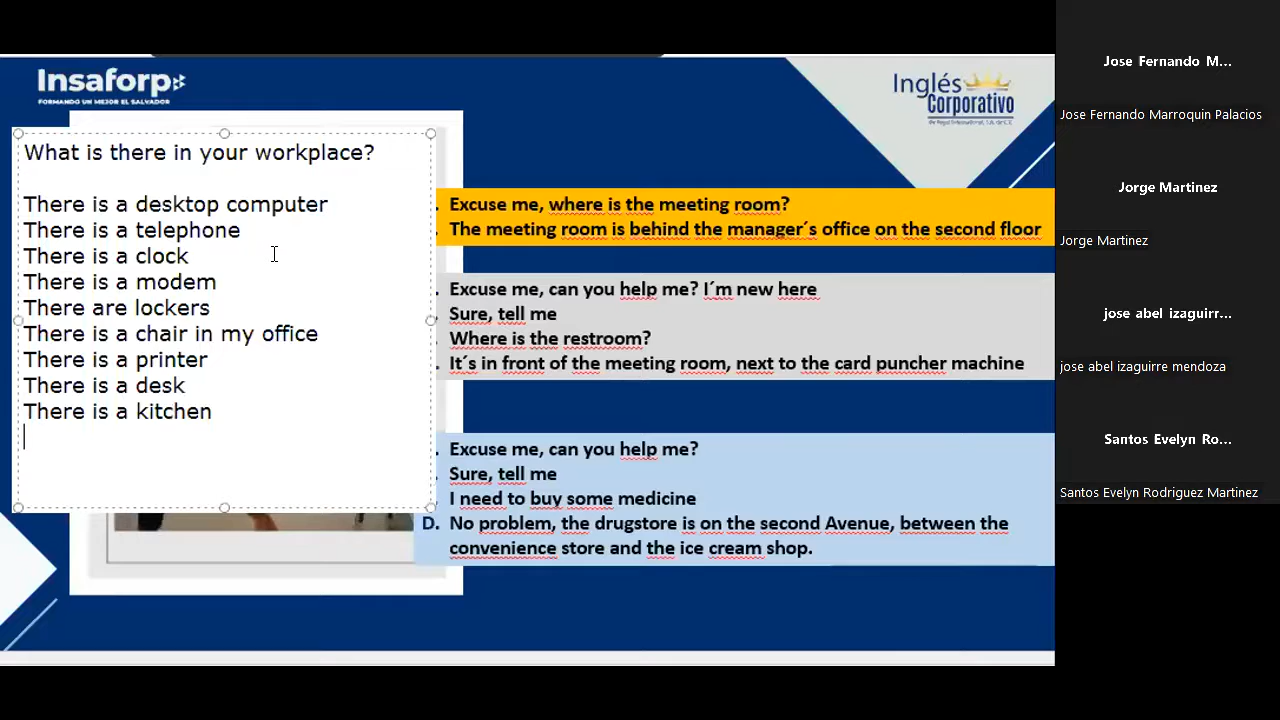 Insaforp
FORMANDO UN MEJOR EL SALVADOR
Inglés
Corporativo
What is there in your workplace?
There is a desktop computer
There is a telephone
There is a clock
There is a modem
There are lockers
There is a chair in my office
There is a printer
There is a desk
There is a kitchen
. Excuse me, where is the meeting room?
. The meeting room is behind the manager´s office on the second floor
. Excuse me, can you help me? I´m new here
. Sure, tell me
. Where is the restroom?
. It´s in front of the meeting room, next to the card puncher machine
. Excuse me, can you help me?
. Sure, tell me
. I need to buy some medicine
D. No problem, the drugstore is on the second Avenue, between the
convenience store and the ice cream shop.
Jose Fernando M...
Jose Fernando Marroquin Palacios
Jorge Martinez
Jorge Martinez
jose abel izaguirr...
jose abel izaguirre mendoza
Santos Evelyn Ro...
Santos Evelyn Rodriguez Martinez